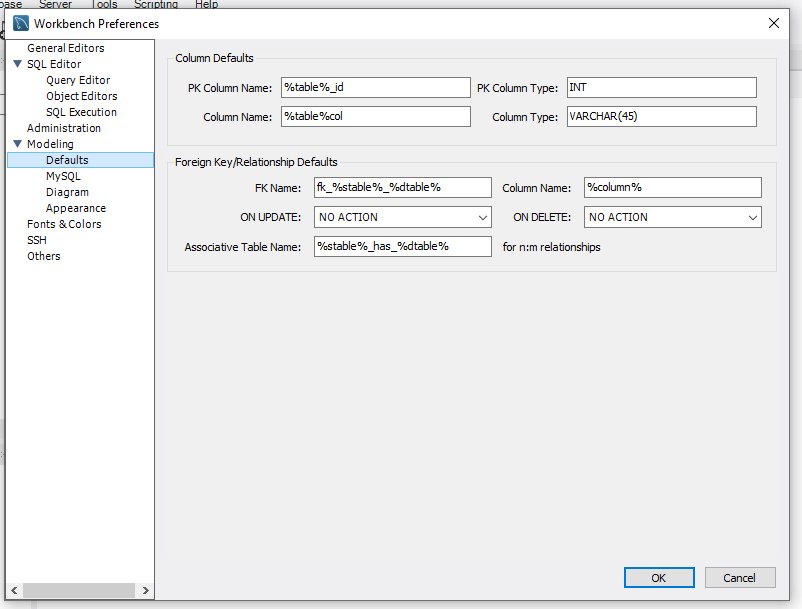 Server Tools Scripting Help
Workbench Preferences
General Editors
SQL Editor
Query Editor
Object Editors
SQL Execution
Administration
Modeling
Defaults
MySQL
Diagram
Appearance
Fonts & Colors
SSH
Others
Column Defaults
PK Column Name: %table%_id PK Column Type: INT
Column Name: %table%col Column Type: VARCHAR(45)
Foreign Key/Relationship Defaults
FK Name: fk_%stable%_%dtable% Column Name: %column%
ON UPDATE: NO ACTION ON DELETE: NO ACTION
Associative Table Name: %stable%_has_%dtable% for n:m relationships
OK Cancel